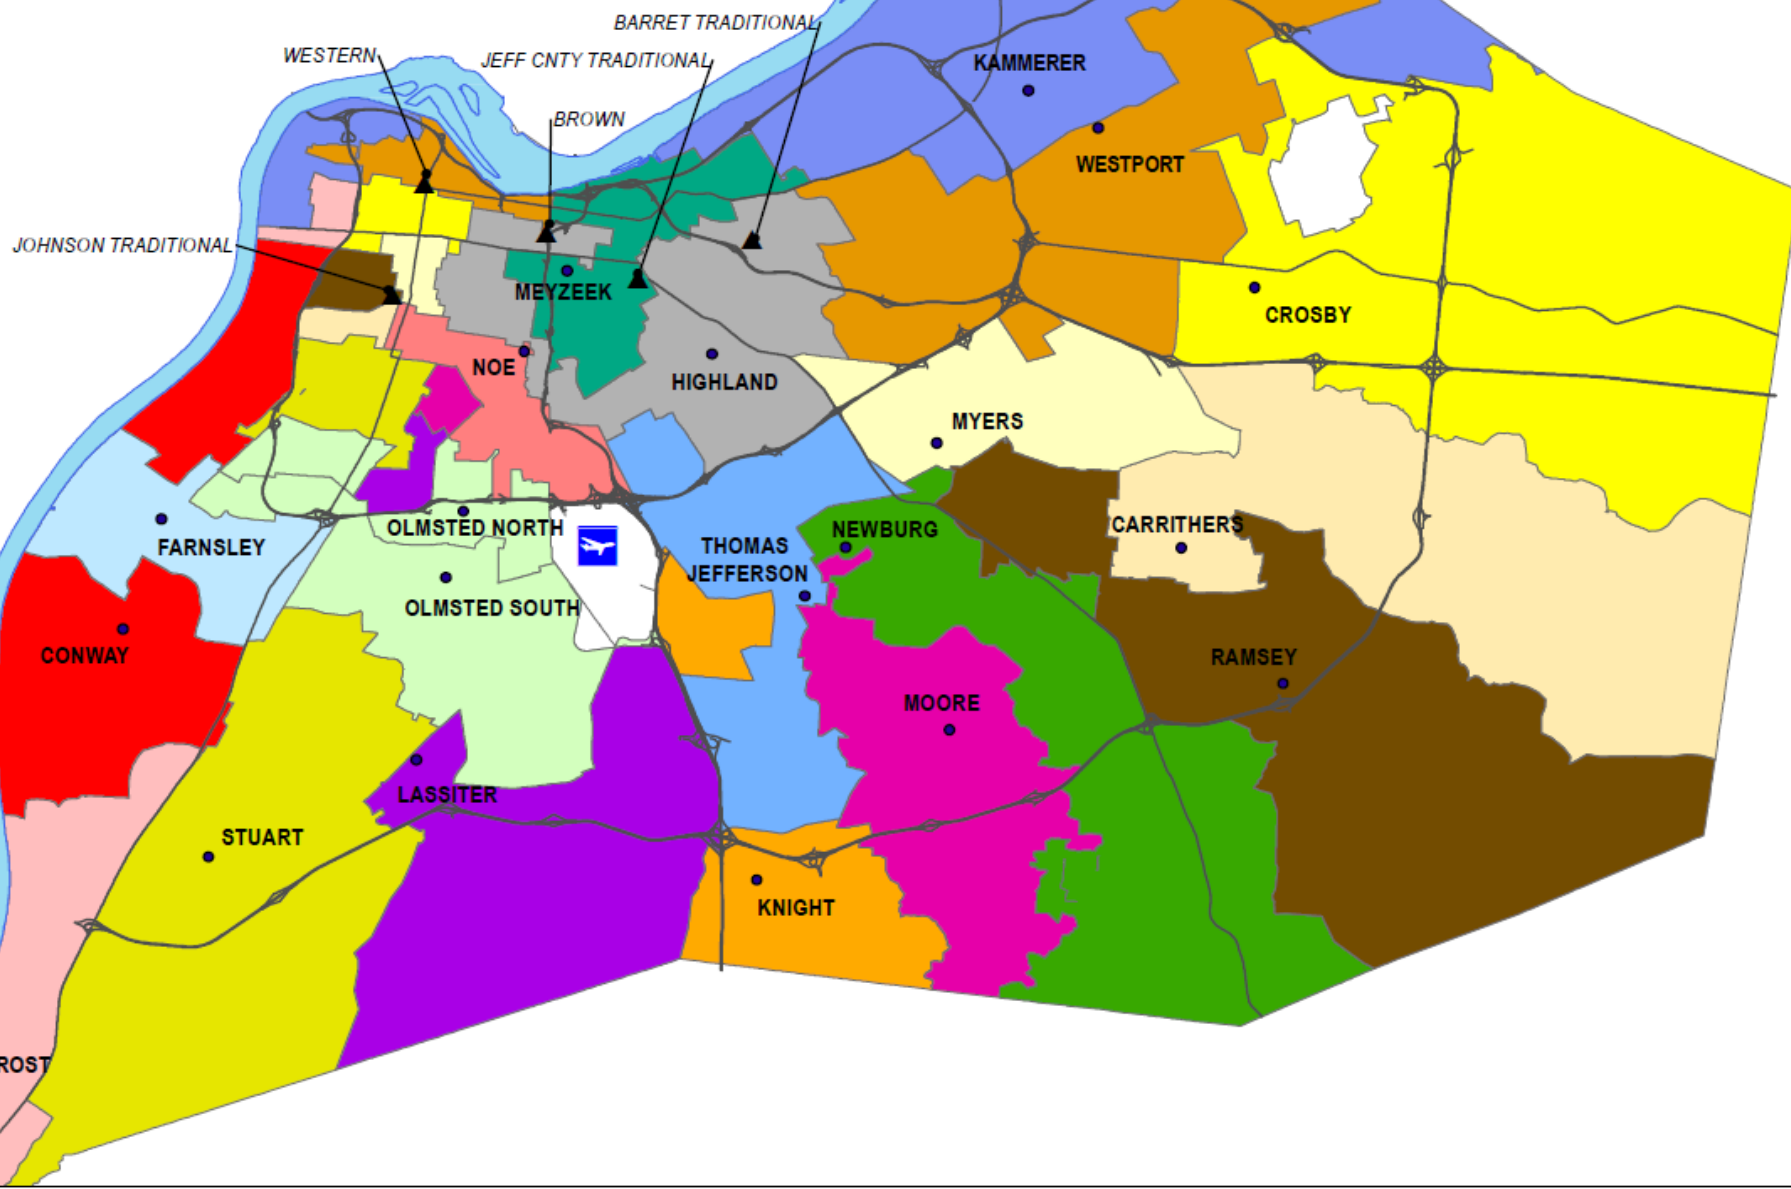 BARRET TRADITIONAL
WESTERN
JEFF CNTY TRADITIONAL
KAMMERER
BROWN
WESTPORT
JOHNSON TRADITIONAL
MEYZEEK
CROSBY
NOE
HIGHLAND
MYERS
OLMSTED NORTH
NEWBURG
CARRITHERS
FARNSLEY
THOMAS
JEFFERSON
OLMSTED SOUTH
CONWAY
RAMSEY
MOORE
LASSITER
STUART
KNIGHT
ROST